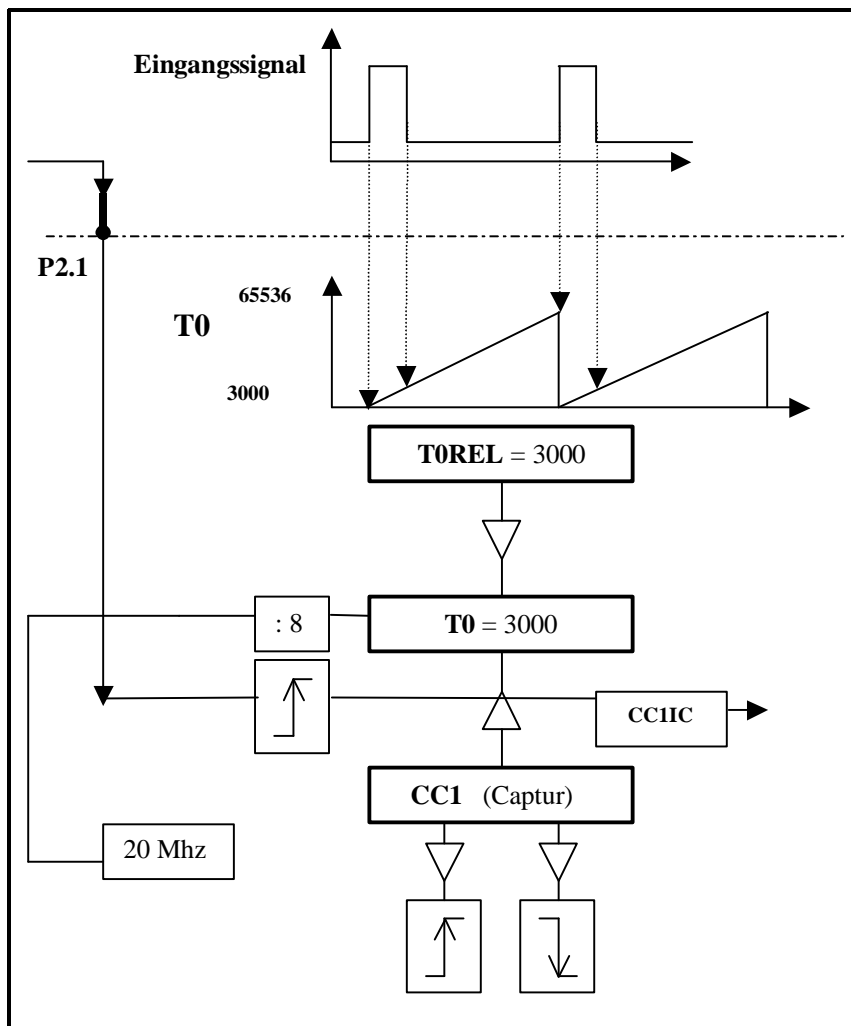 Eingangssignal
P2.1
65536
T0
3000
T0REL = 3000
: 8
T0 = 3000
CC1IC
CC1 (Captur)
20 Mhz